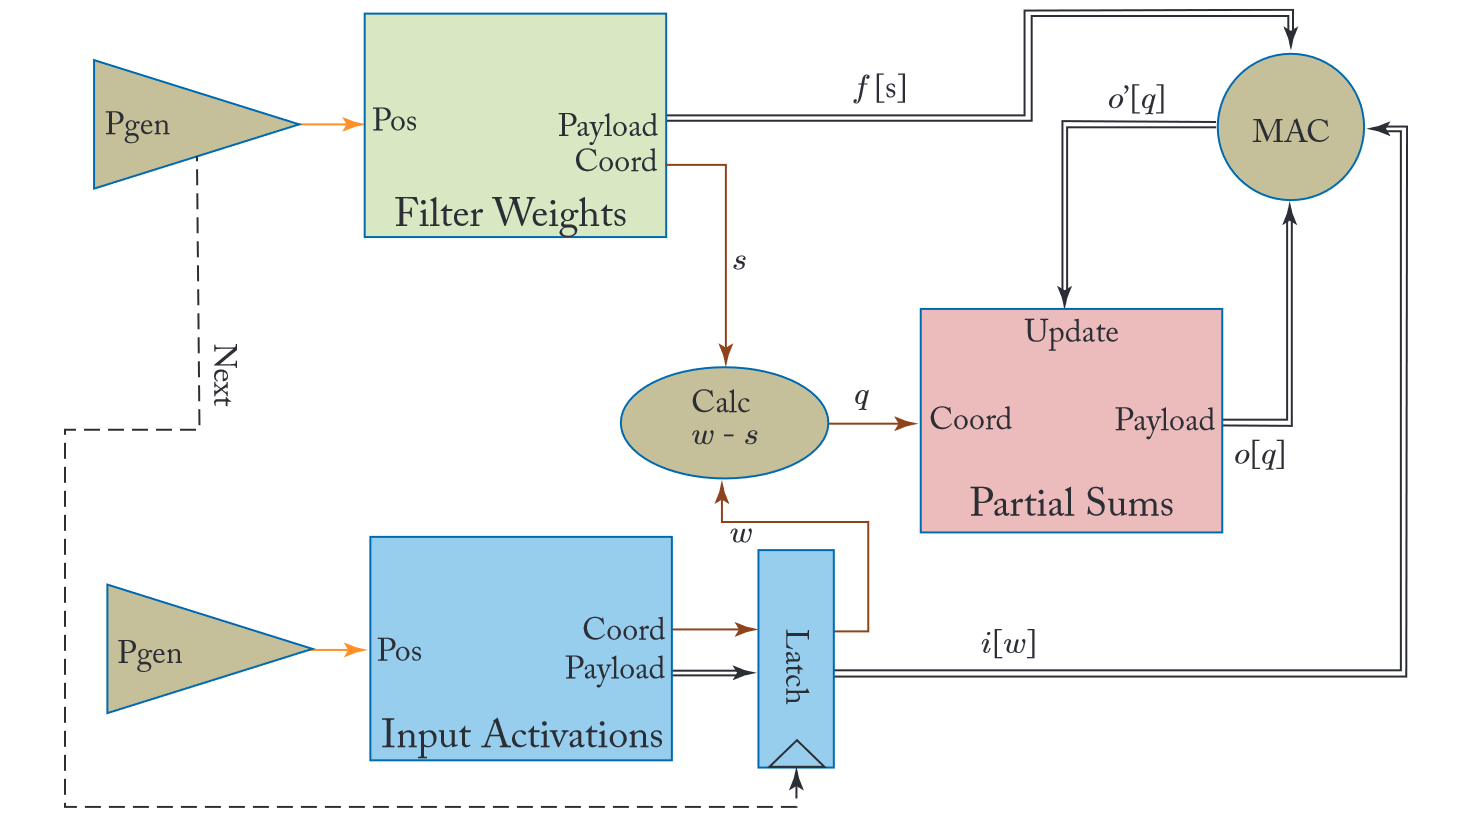 Pgen
Pos
Payload
Coord
Filter Weights
f [s]
o’[q]
MAC
s
Next
Calc
w - s
q
Update
Coord
Payload
Partial Sums
o[q]
w
Pgen
Pos
Coord
Payload
Input Activations
Latch
i[w]